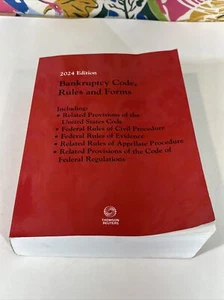 2024 Edition
Bankruptcy Code,
Rules and Forms
Including:
• Related Provisions of the
United States Code
• Federal Rules of Civil Procedure
• Federal Rules of Evidence
• Related Rules of Appellate Procedure
• Related Provisions of the Code of
Federal Regulations
THOMSON
REUTERS